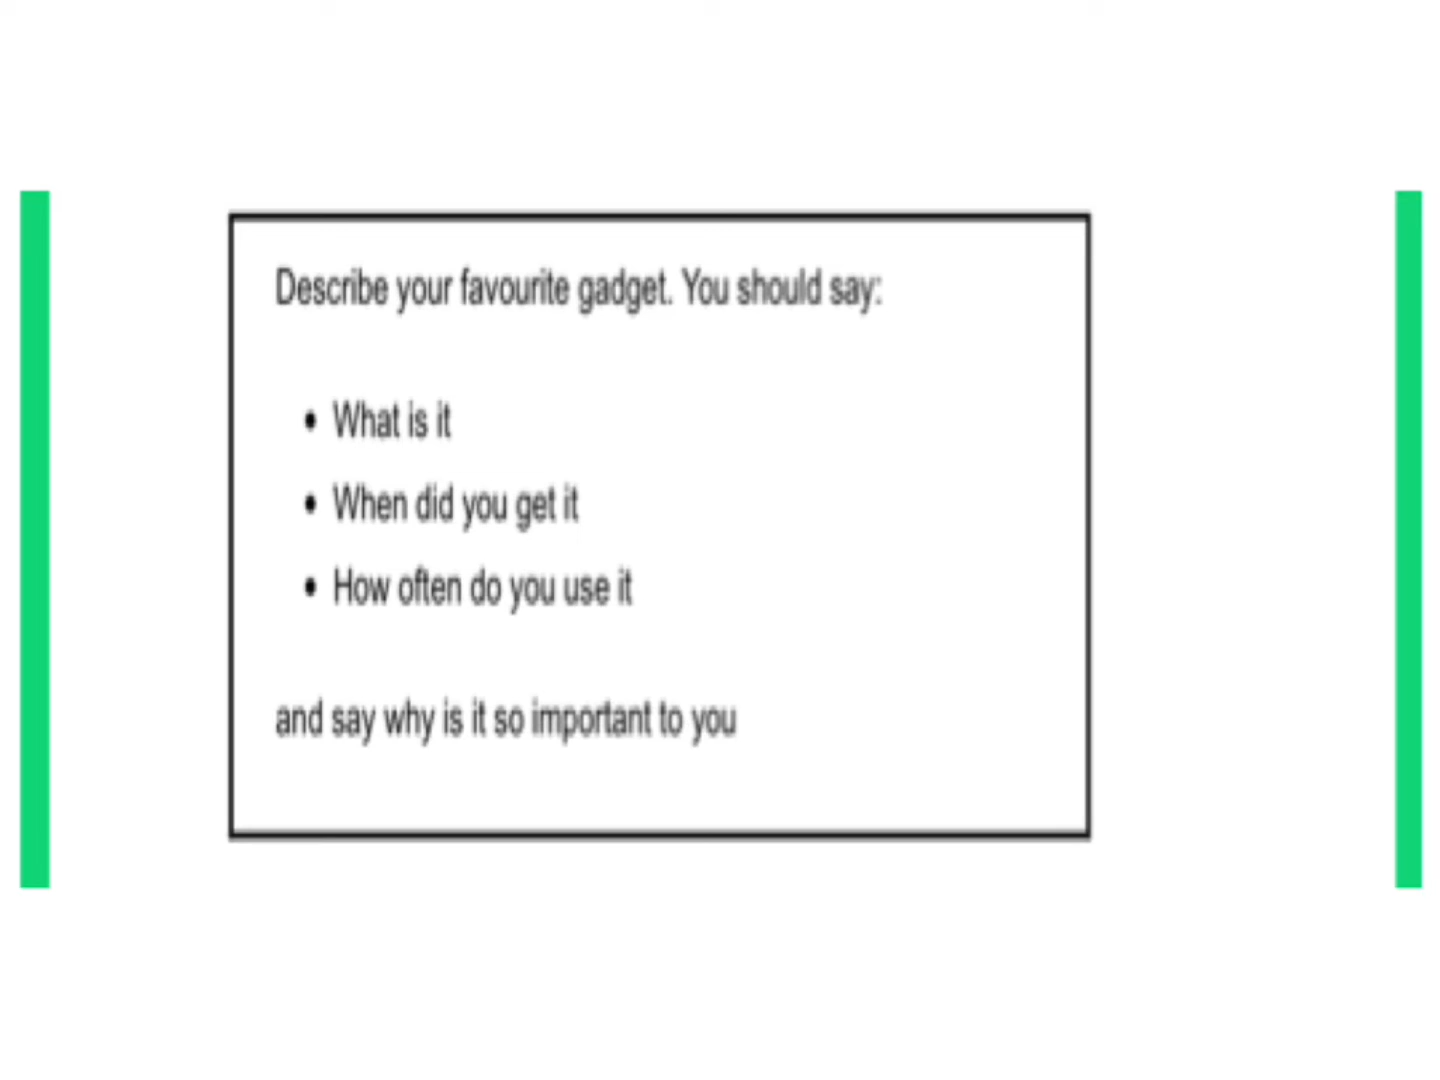 Describe your favourite gadget. You should say:
• What is it
• When did you get it
• How often do you use it
and say why is it so important to you